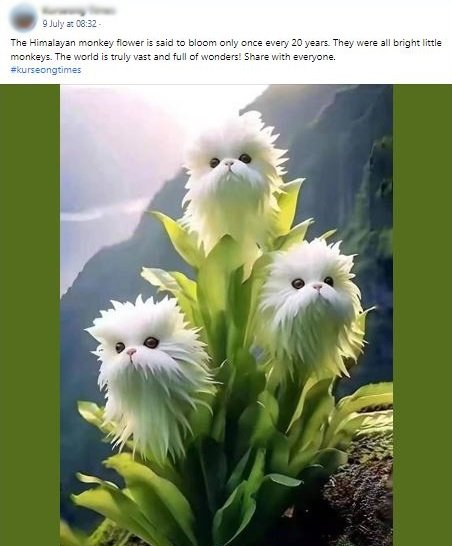 9 July at 08:32 ·
The Himalayan monkey flower is said to bloom only once every 20 years. They were all bright little
monkeys. The world is truly vast and full of wonders! Share with everyone.
#kurseongtimes